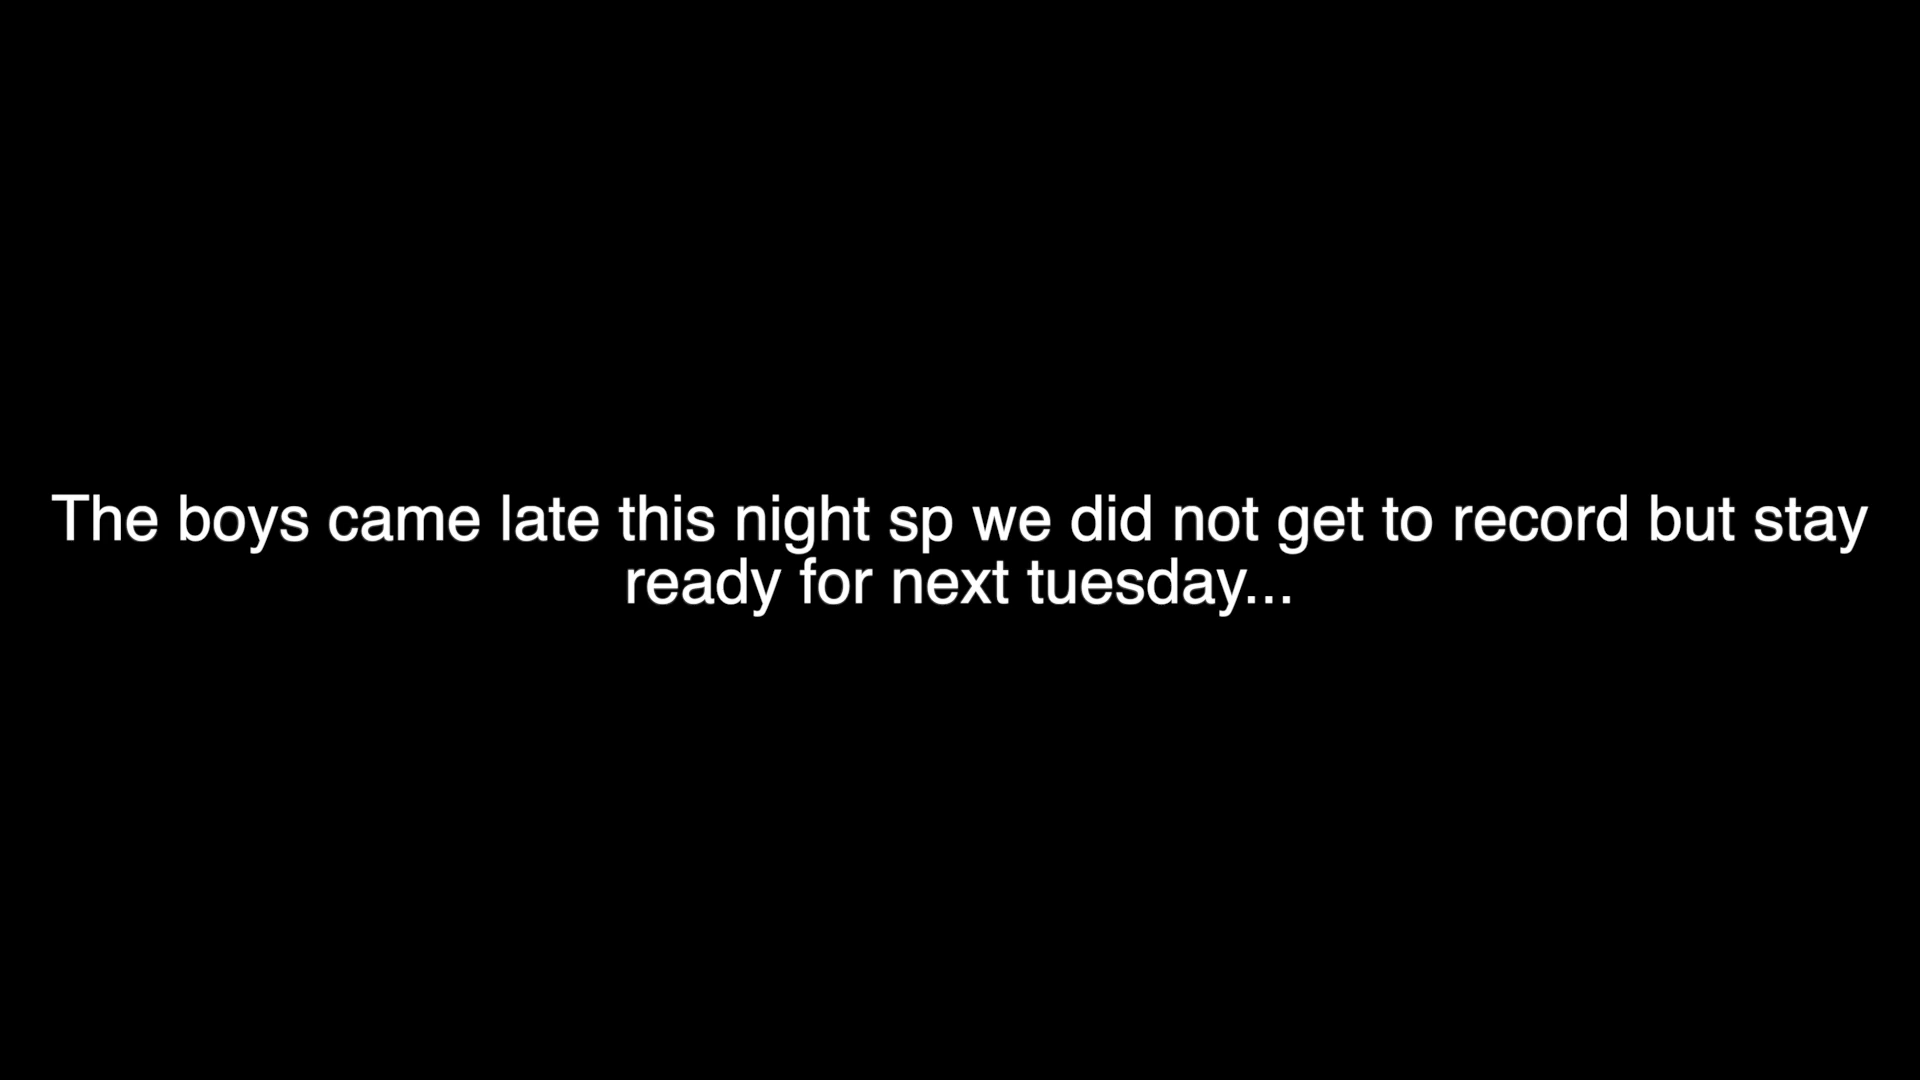 The boys came late this night sp we did not get to record but stay
ready for next tuesday...